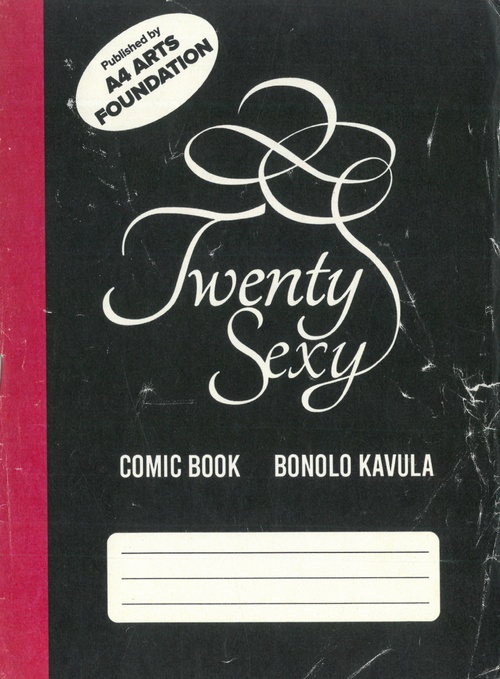 Published by
A4 ARTS
FOUNDATION
Twenty
Sexy
COMIC BOOK BONOLO KAVULA